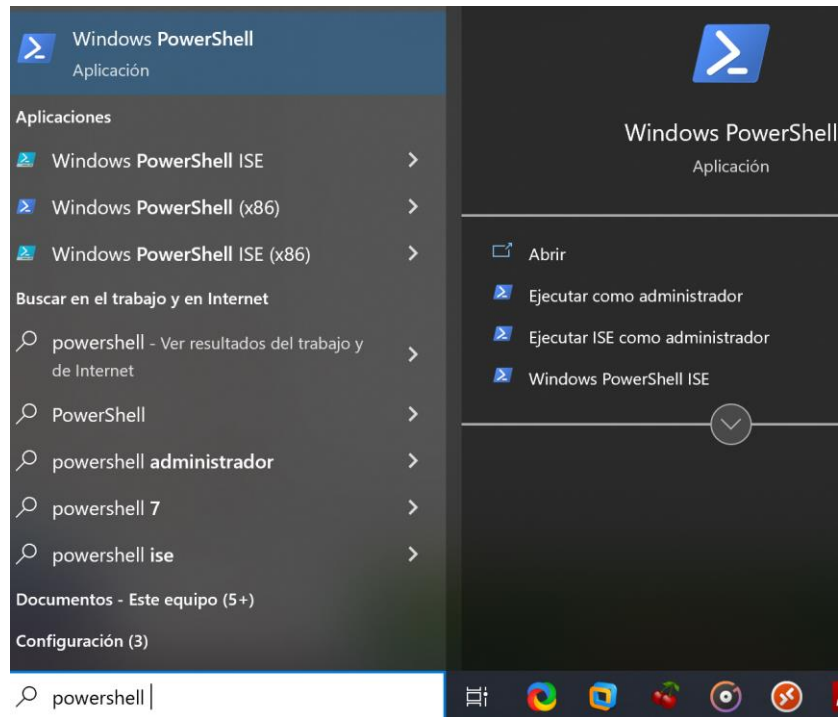 Windows PowerShell
Aplicación
Aplicaciones
Windows PowerShell ISE
Windows PowerShell (x86)
Windows PowerShell ISE (x86)
Buscar en el trabajo y en Internet
powershell - Ver resultados del trabajo y
de Internet
PowerShell
powershell administrador
powershell 7
powershell ise
Documentos - Este equipo (5+)
Configuración (3)
powershell
Windows PowerShell
Aplicación
Abrir
Ejecutar como administrador
Ejecutar ISE como administrador
Windows PowerShell ISE